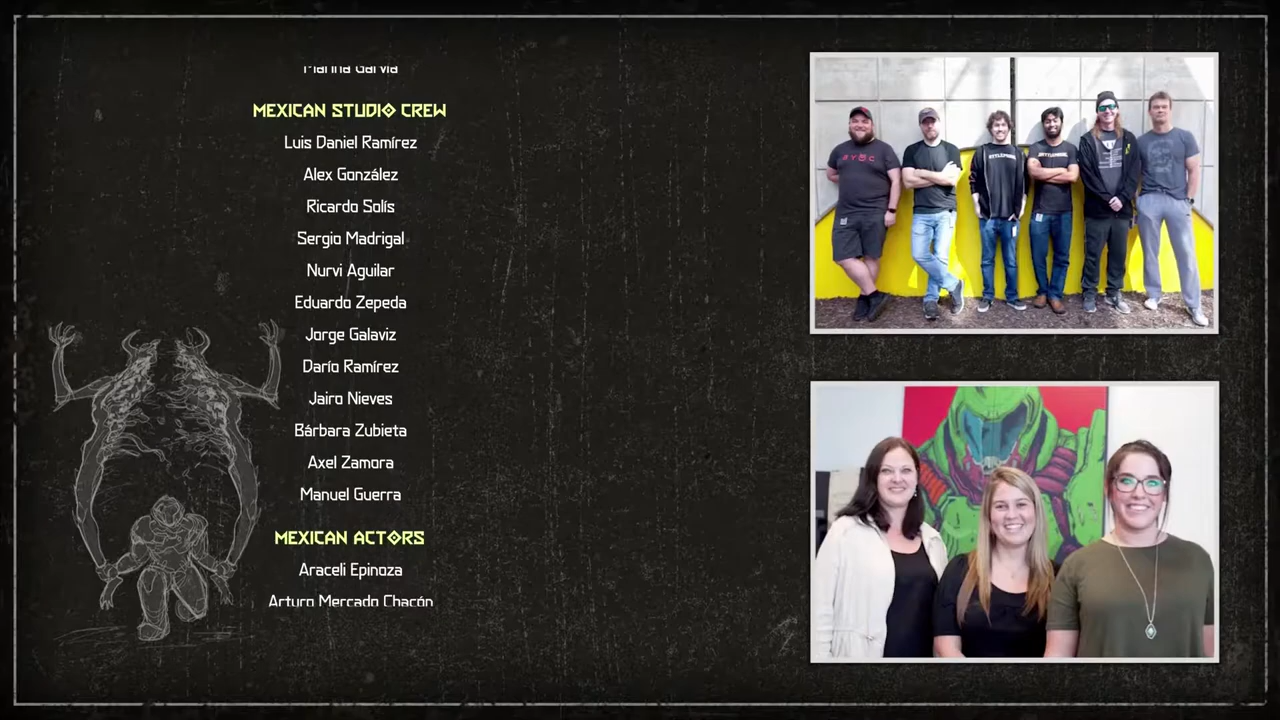 MEXICAN STUDIO CREW
Luis Daniel Ramírez
Alex González
Ricardo Solís
Sergio Madrigal
Nurvi Aguilar
Eduardo Zepeda
Jorge Galaviz
Darío Ramírez
Jairo Nieves
Bárbara Zubieta
Axel Zamora
Manuel Guerra
MEXICAN ACTORS
Araceli Epinoza
Arturo Mercado Chacón
BYOC